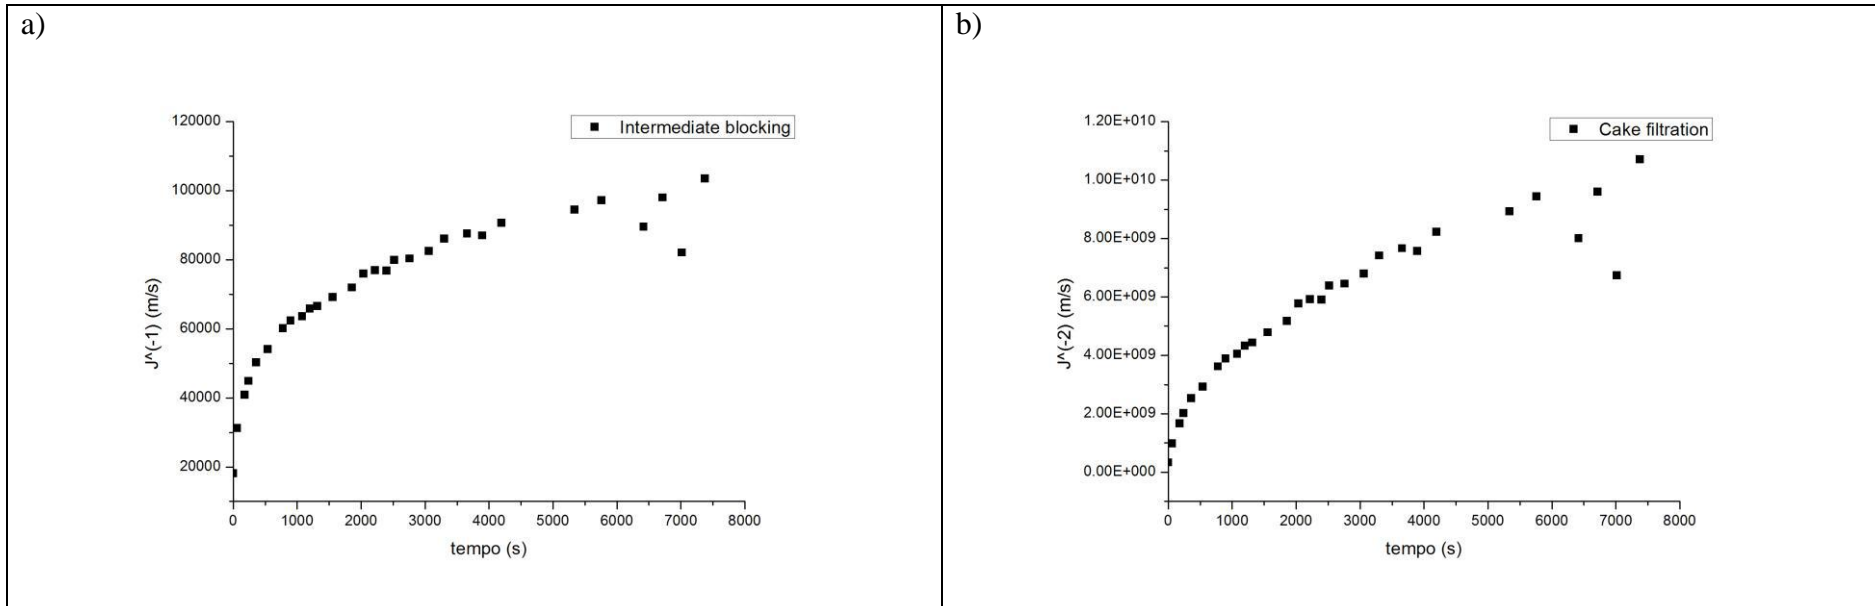 a)
Intermediate blocking
120000
100000
80000
60000
40000
20000
J^(-1) (m/s)
0 1000 2000 3000 4000 5000 6000 7000 8000
tempo (s)
b)
Cake filtration
1.20E+010
1.00E+010
8.00E+009
6.00E+009
4.00E+009
2.00E+009
0.00E+000
J^(-2) (m/s)
0 1000 2000 3000 4000 5000 6000 7000 8000
tempo (s)